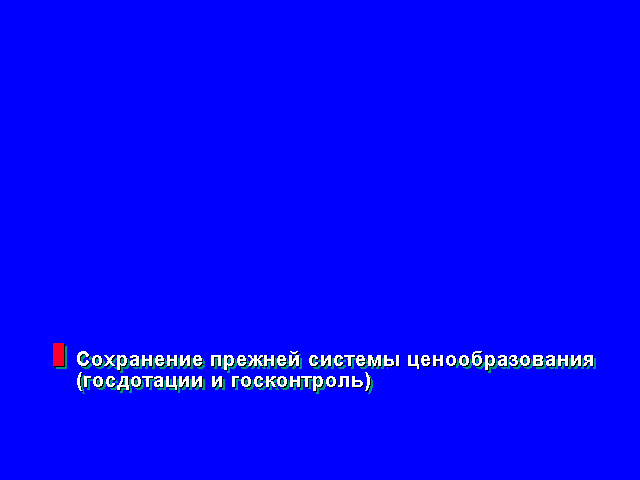 Сохранение прежней системы ценообразования
(госдотации и госконтроль)